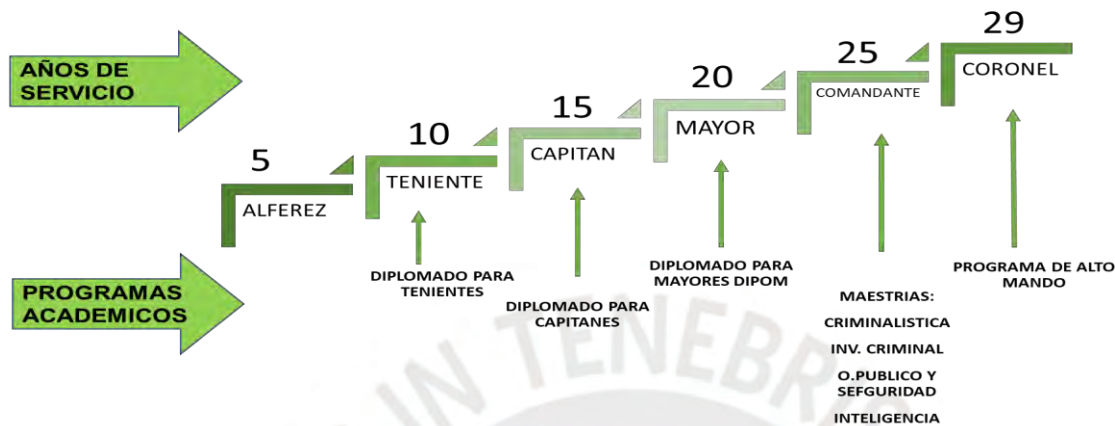 AÑOS DE
SERVICIO
5
ALFEREZ
10
TENIENTE
15
CAPITAN
20
MAYOR
25
COMANDANTE
29
CORONEL
PROGRAMAS
ACADEMICOS
DIPLOMADO PARA
TENIENTES
DIPLOMADO PARA
CAPITANES
DIPLOMADO PARA
MAYORES DIPOM
MAESTRIAS:
CRIMINALISTICA
INV. CRIMINAL
O.PUBLICO Y
SEFGURIDAD
INTELIGENCIA
PROGRAMA DE ALTO
MANDO
IN TENEBRI